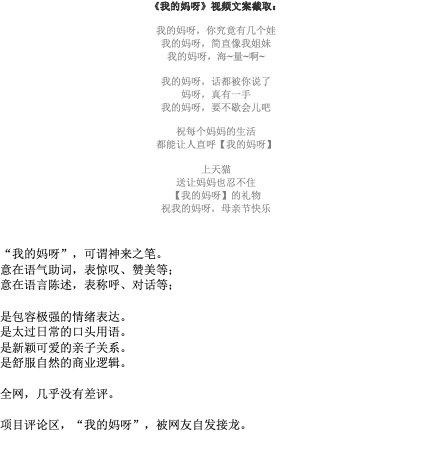 《我的妈呀》视频文案截取：
我的妈呀，你究竟有几个娃
我的妈呀，简直像我姐妹
我的妈呀，海~量~啊~
我的妈呀，话都被你说了
妈呀，真有一手
我的妈呀，要不歇会儿吧
祝每个妈妈的生活
都能让人直呼【我的妈呀】
上天猫
送让妈妈也忍不住
【我的妈呀】的礼物
祝我的妈呀，母亲节快乐
“我的妈呀”，可谓神来之笔。
意在语气助词，表惊叹、赞美等；
意在语言陈述，表称呼、对话等；
是包容极强的情绪表达。
是太过日常的口头用语。
是新颖可爱的亲子关系。
是舒服自然的商业逻辑。
全网，几乎没有差评。
项目评论区，“我的妈呀”，被网友自发接龙。